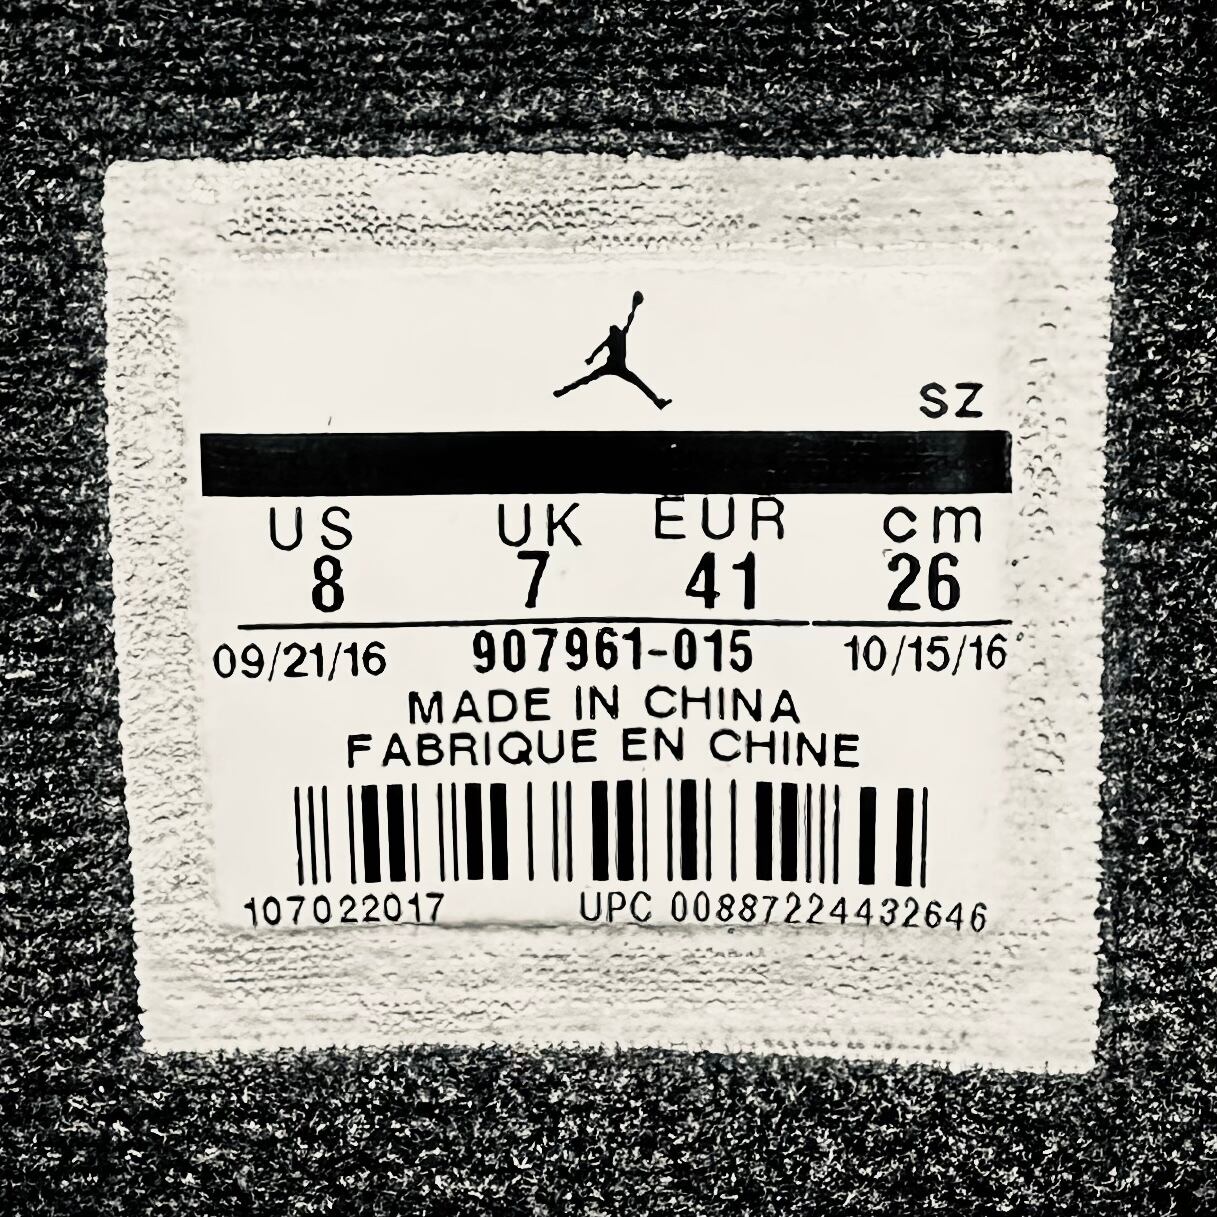 SZ
US UK EUR cm
8 7 41 26
09/21/16 907961-015 10/15/16
MADE IN CHINA
FABRIQUE EN CHINE
107022017 UPC 00887224432646